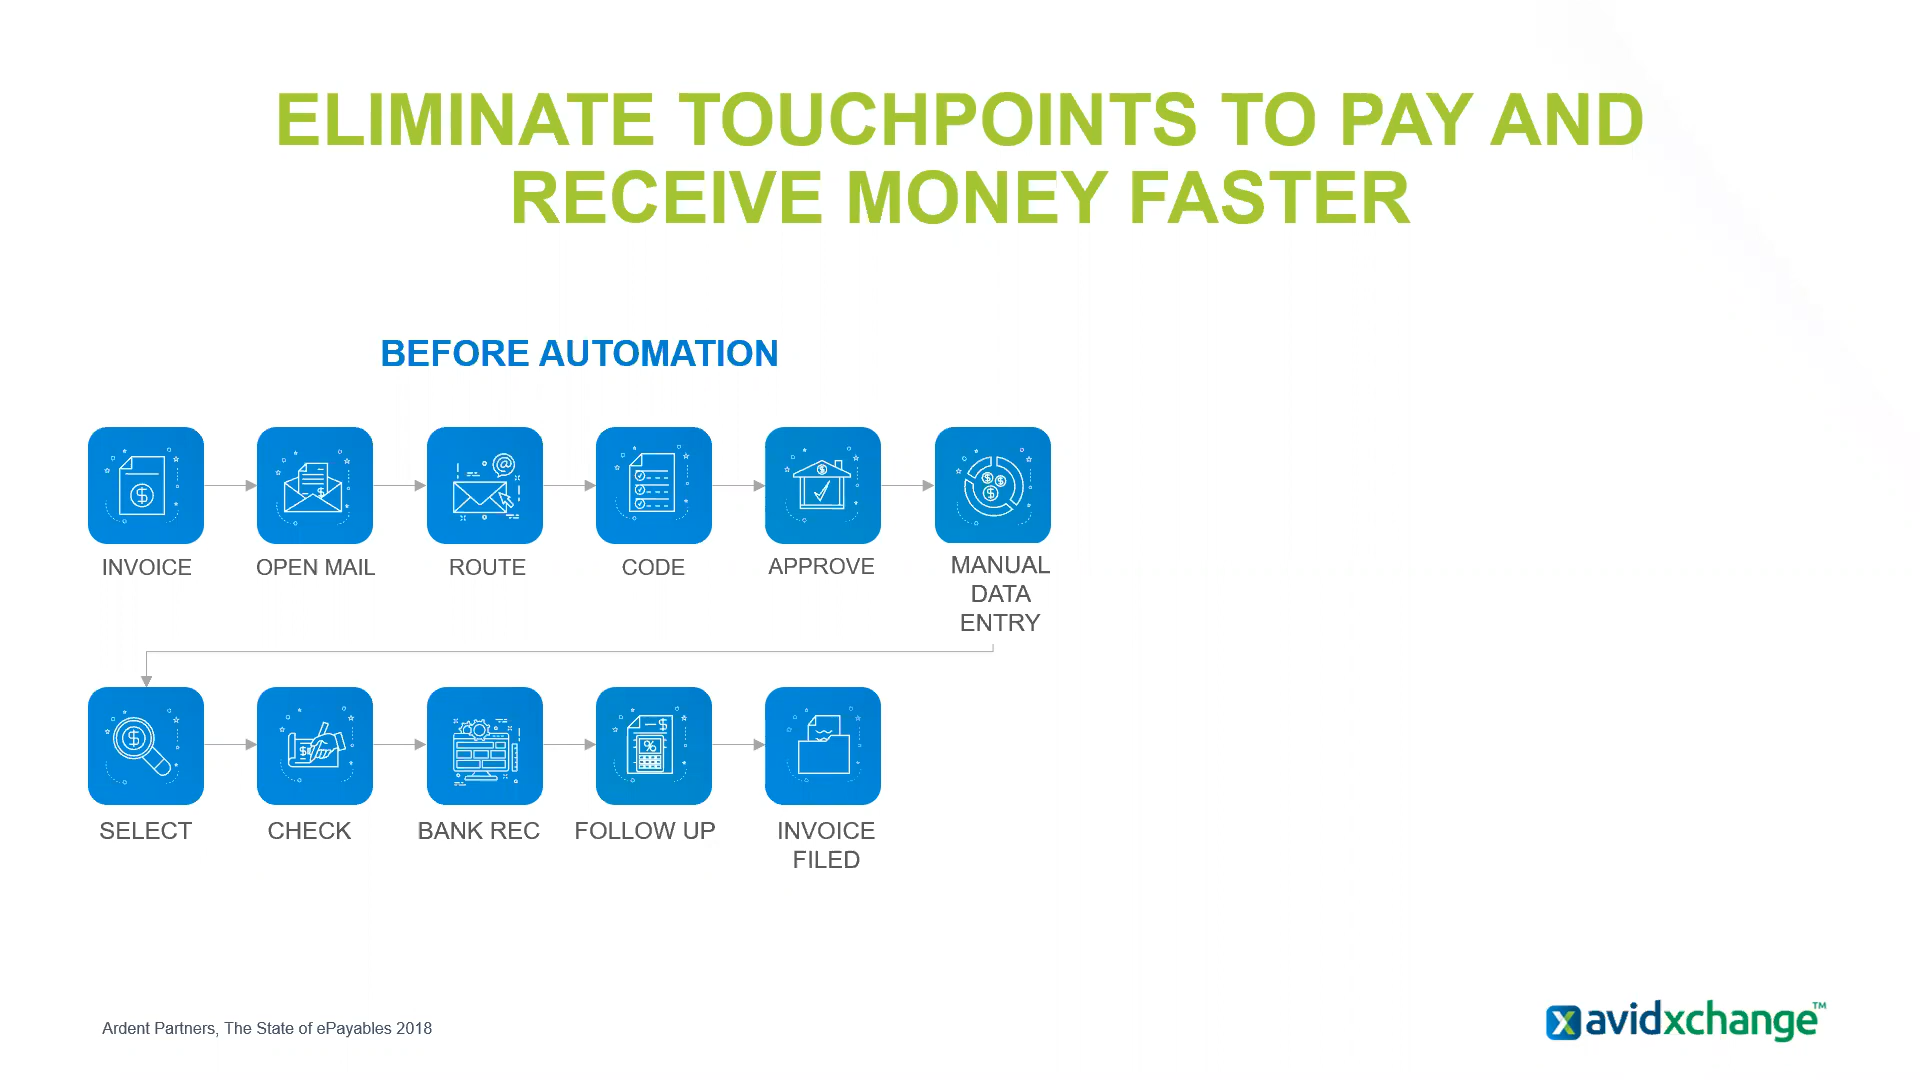 ELIMINATE TOUCHPOINTS TO PAY AND
RECEIVE MONEY FASTER
BEFORE AUTOMATION
INVOICE
OPEN MAIL
ROUTE
CODE
APPROVE
MANUAL
DATA
ENTRY
SELECT
CHECK
BANK REC
FOLLOW UP
INVOICE
FILED
Ardent Partners, The State of ePayables 2018
avidxchange™